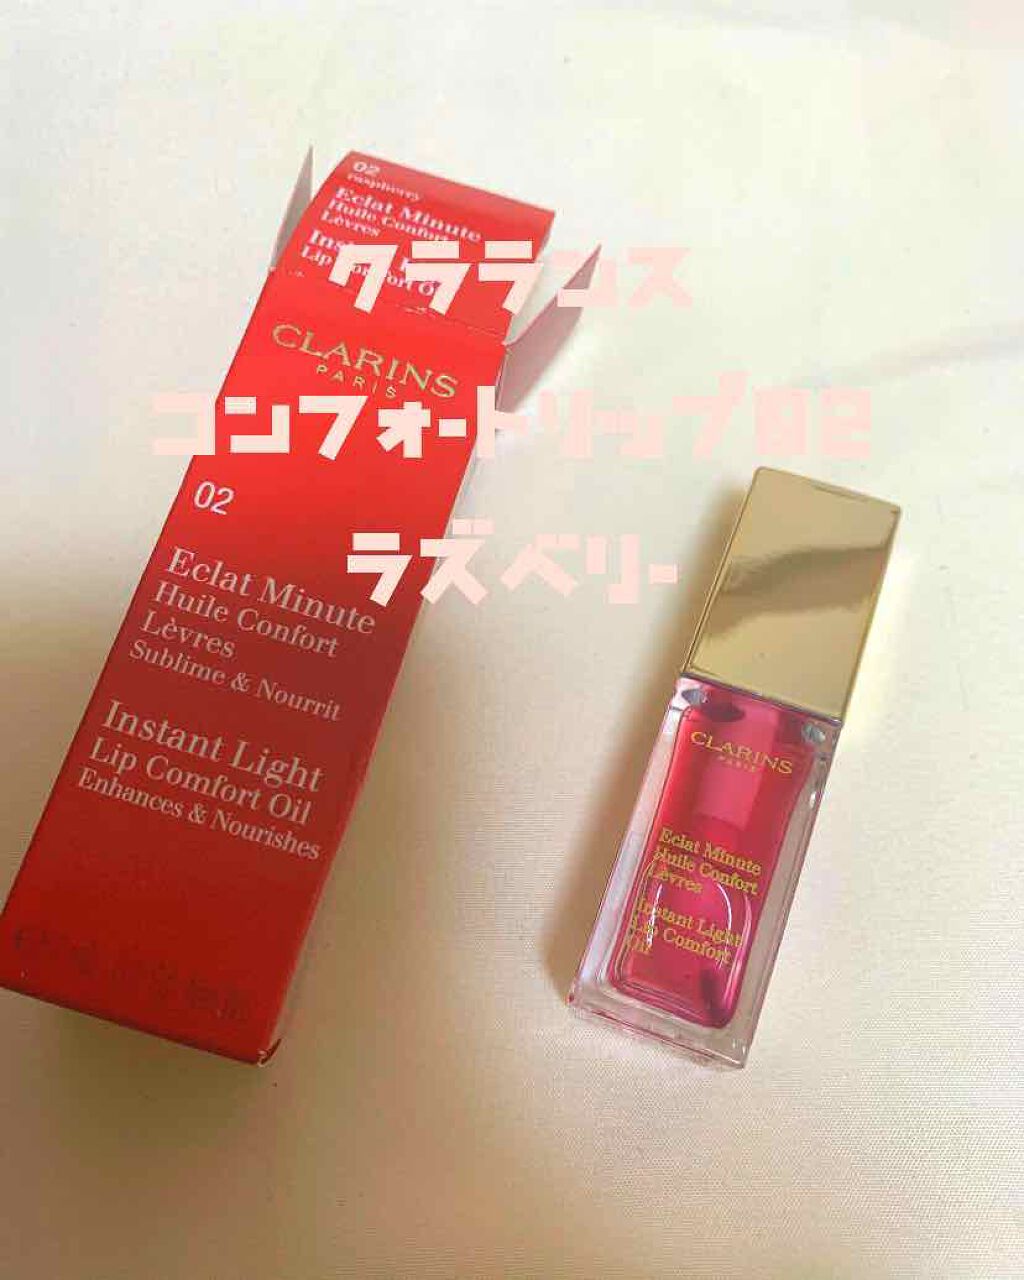 02
raspberry
Eclat Minute
Huile Confort
Lèvres
Instant Light
Lip Comfort Oil
クラランス
CLARINS
PARIS
コンフォートリップ02
02
ラズベリー
Eclat Minute
Huile Confort
Lèvres
Sublime & Nourrit
Instant Light
Lip Comfort Oil
Enhances & Nourishes
CLARINS
PARIS
Eclat Minute
Huile Confort
Lèvres
Instant Light
Lip Comfort
Oil